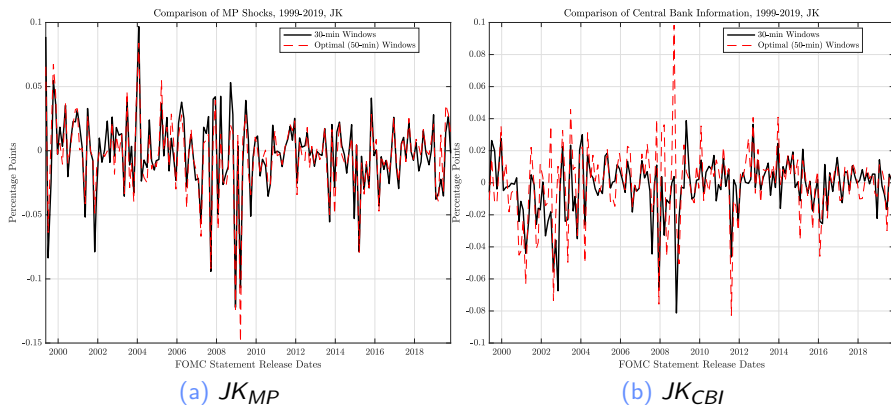 Comparison of MP Shocks, 1999-2019, JK
30-min Windows
Optimal (50-min) Windows
Percentage Points
0.1
0.05
0
-0.05
-0.1
-0.15
2000 2002 2004 2006 2008 2010 2012 2014 2016 2018
FOMC Statement Release Dates
(a) JK_MP
Comparison of Central Bank Information, 1999-2019, JK
30-min Windows
Optimal (50-min) Windows
Percentage Points
0.1
0.08
0.06
0.04
0.02
0
-0.02
-0.04
-0.06
-0.08
-0.1
2000 2002 2004 2006 2008 2010 2012 2014 2016 2018
FOMC Statement Release Dates
(b) JK_CBI